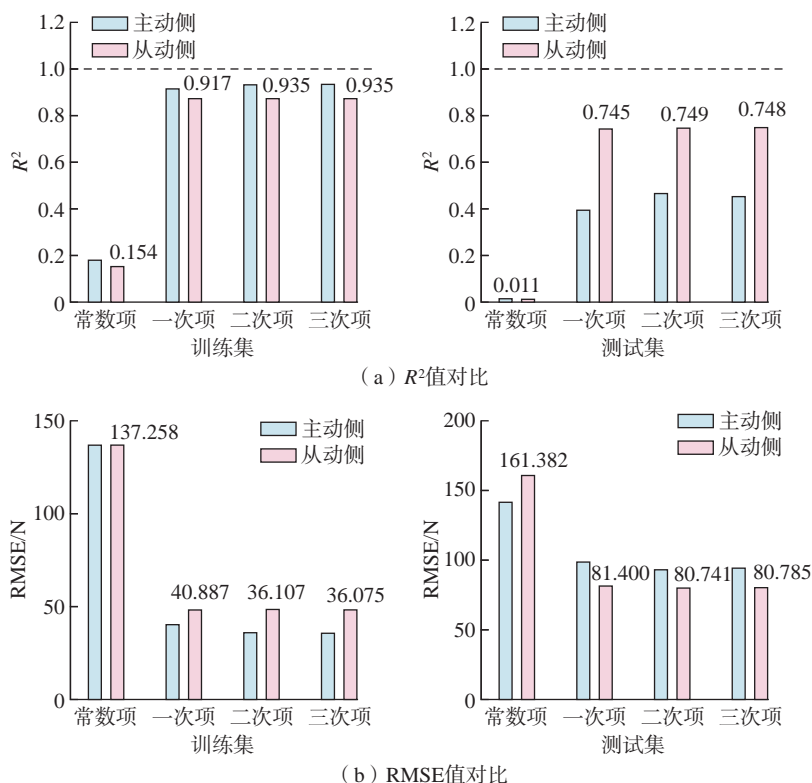 1.2
1.0
0.8
0.6
0.4
0.2
0
R²
主动侧
从动侧
0.154
0.917
0.935
0.935
常数项 一次项 二次项 三次项
训练集
1.2
1.0
0.8
0.6
0.4
0.2
0
R²
主动侧
从动侧
0.011
0.745
0.749
0.748
常数项 一次项 二次项 三次项
测试集
（a）R²值对比
150
100
50
0
RMSE/N
主动侧
从动侧
137.258
40.887
36.107
36.075
常数项 一次项 二次项 三次项
训练集
200
150
100
50
0
RMSE/N
主动侧
从动侧
161.382
81.400
80.741
80.785
常数项 一次项 二次项 三次项
测试集
（b）RMSE值对比